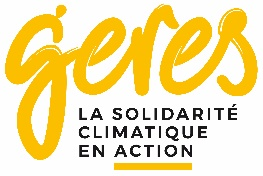 geres
LA SOLIDARITÉ
CLIMATIQUE
EN ACTION